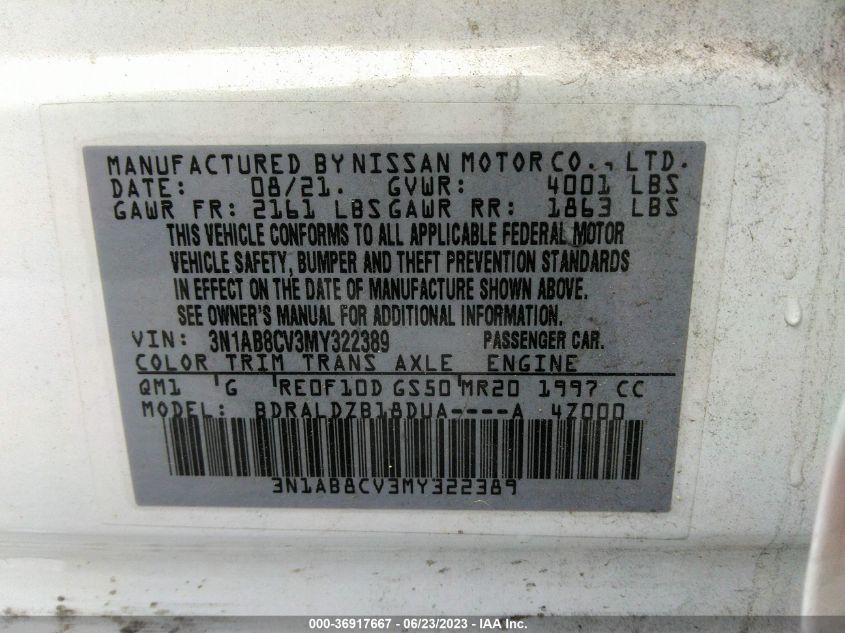 MANUFACTURED BY NISSAN MOTOR CO., LTD.
DATE: 08/21. GVWR: 4001 LBS
GAWR FR: 2161 LBS GAWR RR: 1863 LBS
THIS VEHICLE CONFORMS TO ALL APPLICABLE FEDERAL MOTOR
VEHICLE SAFETY, BUMPER AND THEFT PREVENTION STANDARDS
IN EFFECT ON THE DATE OF MANUFACTURE SHOWN ABOVE.
SEE OWNER'S MANUAL FOR ADDITIONAL INFORMATION.
VIN: 3N1AB8CV3MY322389 PASSENGER CAR.
COLOR TRIM TRANS AXLE ENGINE
QM1 G RE0F10D GS50 MR20 1997 CC
MODEL: BDRALDZB18DUA----A 4Z000
3N1AB8CV3MY322389
000-36917667 - 06/23/2023 - IAA Inc.